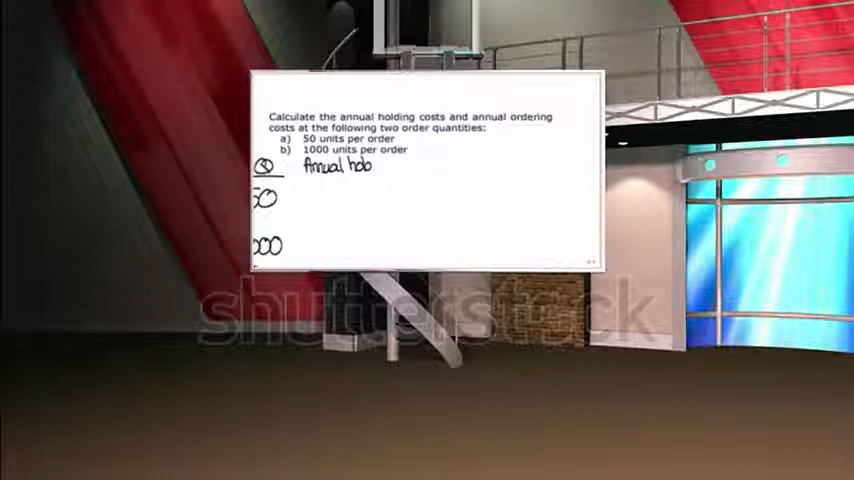 Calculate the annual holding costs and annual ordering
costs at the following two order quantities:
a) 50 units per order
b) 1000 units per order
Annual hol
50
000
shutterstock